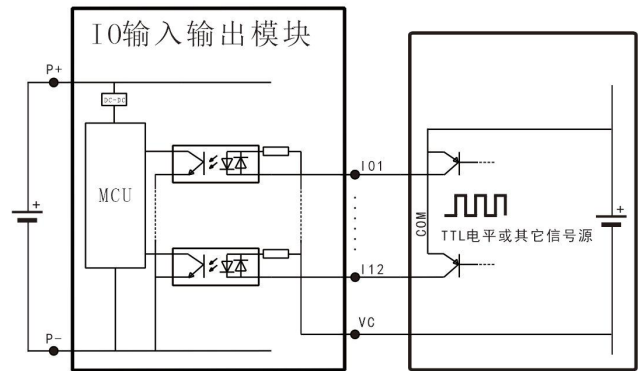 IO输入输出模块
P+
DC-DC
MCU
IO1
I12
VC
P-
COM
TTL电平或其它信号源